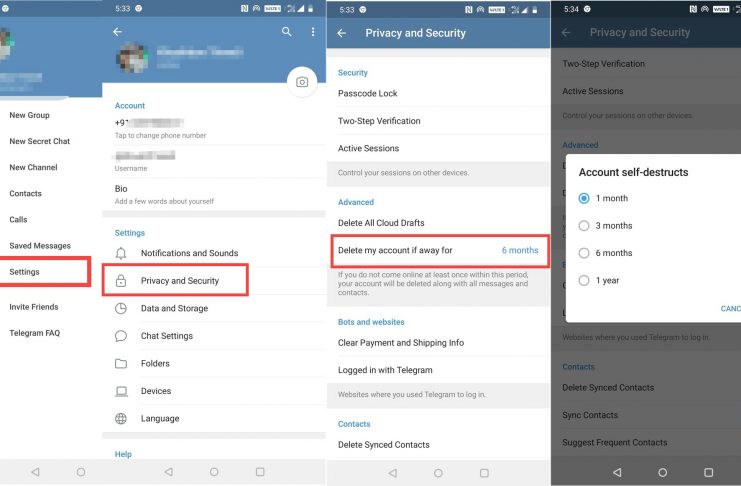 5:33
New Group
New Secret Chat
New Channel
Contacts
Calls
Saved Messages
Settings
Invite Friends
Telegram FAQ
5:33
Account
+91
Tap to change phone number
Username
Bio
Add a few words about yourself
Settings
Notifications and Sounds
Privacy and Security
Data and Storage
Chat Settings
Folders
Devices
Language
Help
5:33
Privacy and Security
Security
Passcode Lock
Two-Step Verification
Active Sessions
Control your sessions on other devices.
Advanced
Delete All Cloud Drafts
Delete my account if away for 6 months
If you do not come online at least once within this period,
your account will be deleted along with all messages and
contacts.
Bots and websites
Clear Payment and Shipping Info
Logged in with Telegram
Websites where you used Telegram to log in.
Contacts
Delete Synced Contacts
5:34
Privacy and Security
Two-Step Verification
Active Sessions
Control your sessions on other devices.
Advanced
Account self-destructs
1 month
3 months
6 months
1 year
CANC
Websites where you used Telegram to log in.
Contacts
Delete Synced Contacts
Sync Contacts
Suggest Frequent Contacts